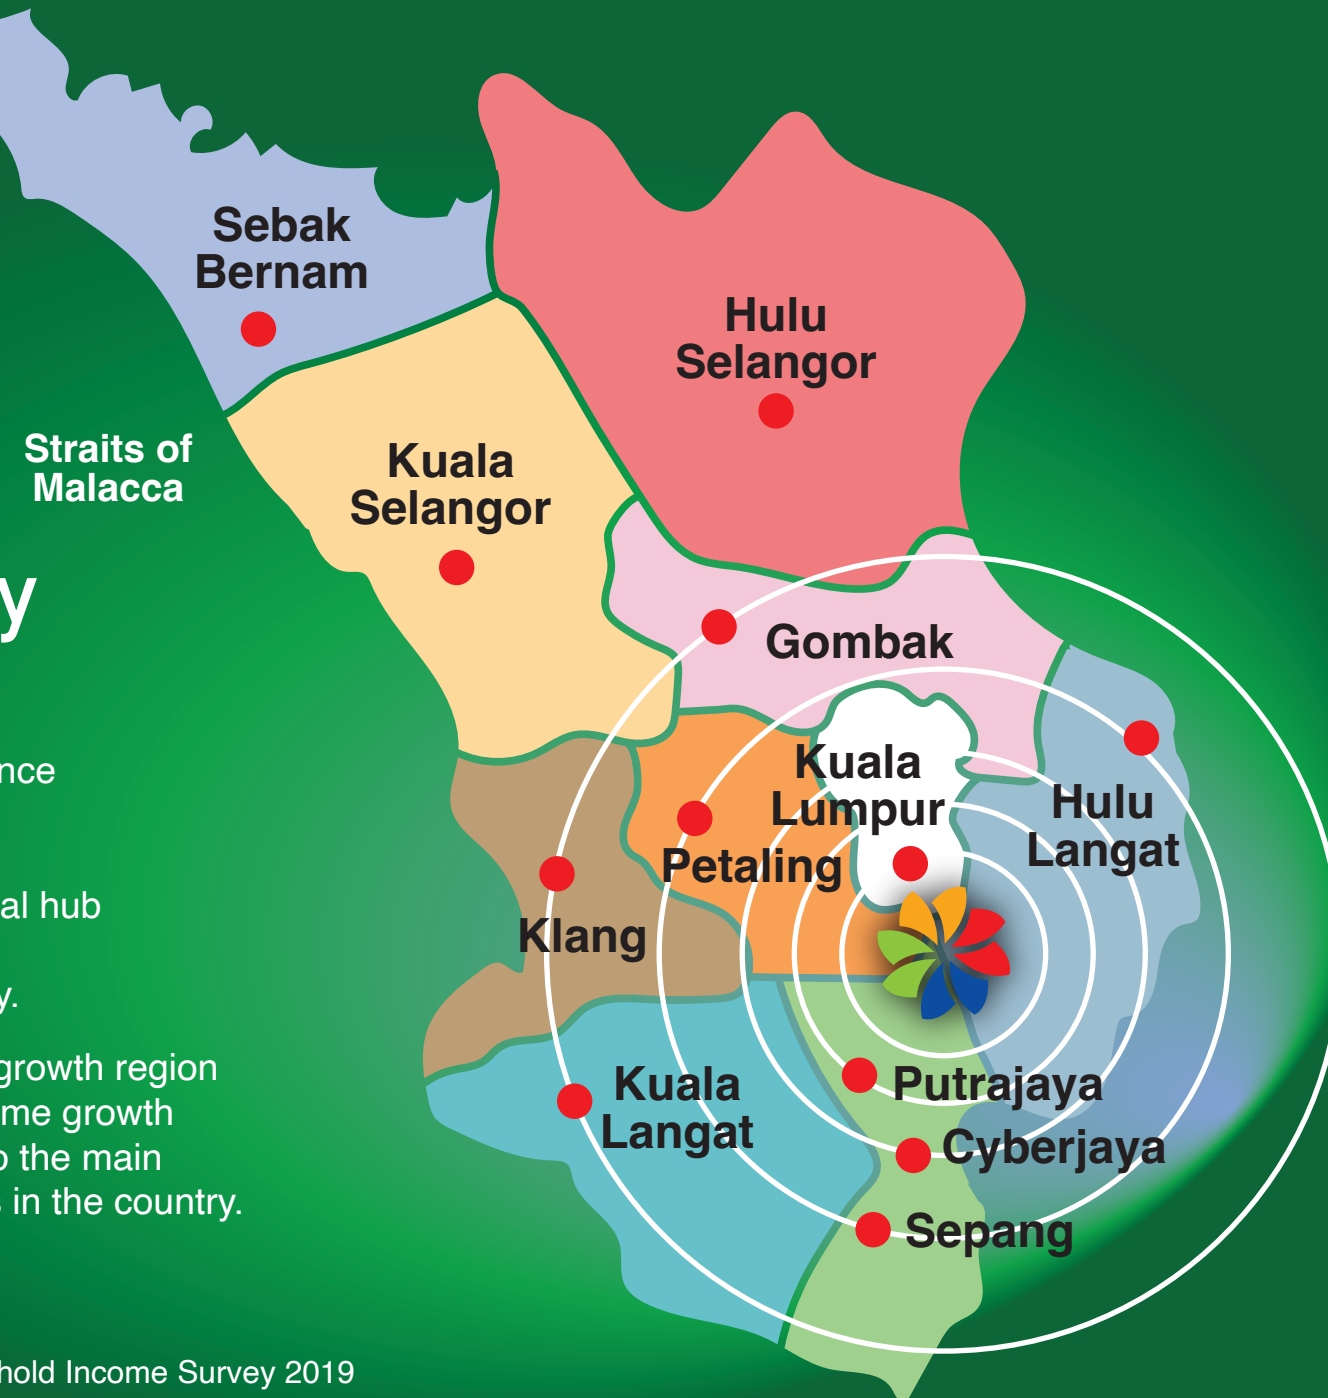 Sebak
Bernam
Hulu
Selangor
Straits of
Malacca
Kuala
Selangor
y
Gombak
nce
Kuala
Lumpur
Hulu
Langat
Petaling
al hub
Klang
y.
growth region
Kuala
Langat
Putrajaya
me growth
o the main
Cyberjaya
s in the country.
Sepang
hold Income Survey 2019